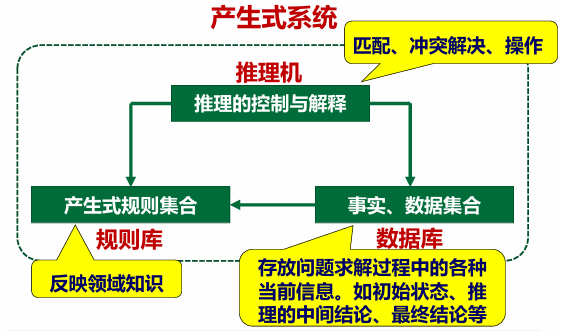 产生式系统
匹配、冲突解决、操作
推理机
推理的控制与解释
产生式规则集合
事实、数据集合
规则库
数据库
反映领域知识
存放问题求解过程中的各种
当前信息。如初始状态、推
理的中间结论、最终结论等